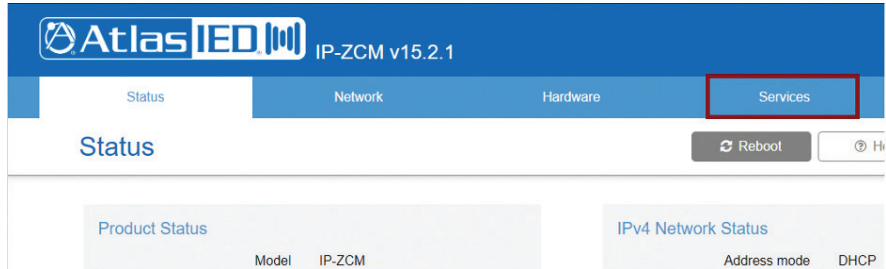 AtlasIED IP-ZCM v15.2.1
Status Network Hardware Services
Status Reboot
Product Status IPv4 Network Status
Model IP-ZCM Address mode DHCP